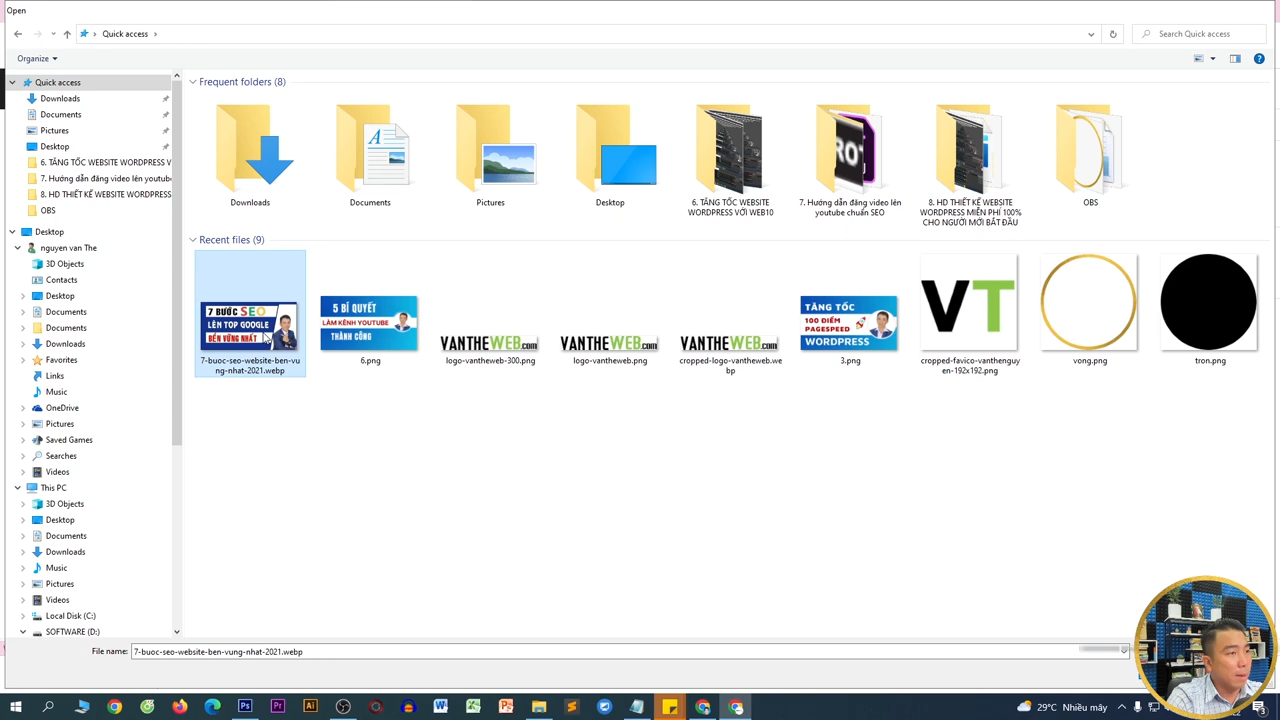 Open
Quick access
Search Quick access
Organize
Quick access
Downloads
Documents
Pictures
Desktop
6. TĂNG TỐC WEBSITE WORDPRESS V
7. Hướng dẫn đăng video lên youtube
8. HD THIẾT KẾ WEBSITE WORDPRESS
OBS
Desktop
nguyen van The
3D Objects
Contacts
Desktop
Documents
Documents
Downloads
Favorites
Links
Music
OneDrive
Pictures
Saved Games
Searches
Videos
This PC
3D Objects
Desktop
Documents
Downloads
Music
Pictures
Videos
Local Disk (C:)
SOFTWARE (D:)
Frequent folders (8)
Downloads
Documents
Pictures
Desktop
6. TĂNG TỐC WEBSITE
WORDPRESS VỚI WEB10
7. Hướng dẫn đăng video lên
youtube chuẩn SEO
8. HD THIẾT KẾ WEBSITE
WORDPRESS MIỄN PHÍ 100%
CHO NGƯỜI MỚI BẮT ĐẦU
OBS
Recent files (9)
7 BƯỚC SEO
LÊN TOP GOOGLE
BỀN VỮNG NHẤT
7-buoc-seo-website-ben-vu
ng-nhat-2021.webp
5 BÍ QUYẾT
LÀM KÊNH YOUTUBE
THÀNH CÔNG
6.png
VANTHEWEB.com
logo-vantheweb-300.png
VANTHEWEB.com
logo-vantheweb.png
VANTHEWEB.com
cropped-logo-vantheweb.we
bp
TĂNG TỐC
100 ĐIỂM
PAGESPEED
WORDPRESS
3.png
VT
cropped-favico-vanthenguy
en-192x192.png
vong.png
tron.png
File name:
7-buoc-seo-website-ben-vung-nhat-2021.webp
29°C Nhiều mây